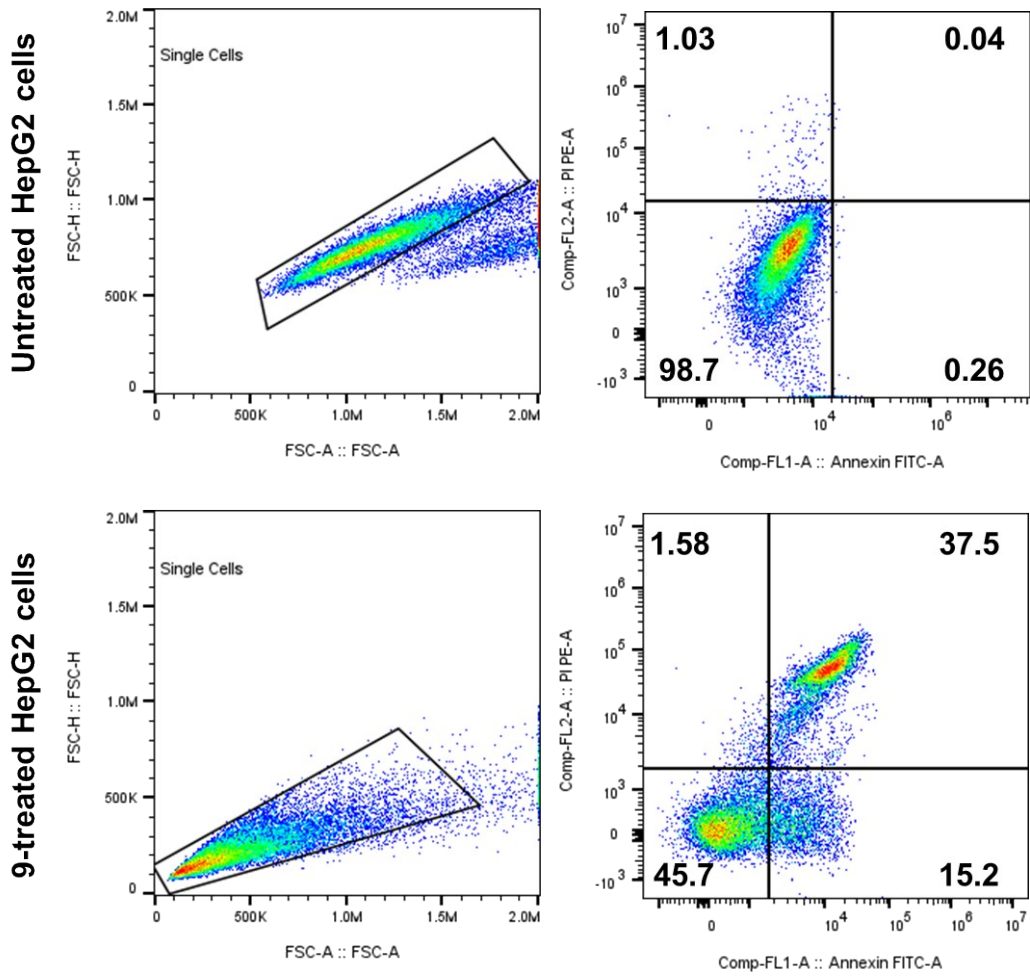 Untreated HepG2 cells
2.0M
1.5M
1.0M
500K
0
FSC-H :: FSC-H
Single Cells
0 500K 1.0M 1.5M 2.0M
FSC-A :: FSC-A
10^7
10^6
10^5
10^4
10^3
0
-10^3
Comp-FL2-A :: PI PE-A
1.03 0.04
98.7 0.26
0 10^4 10^6
Comp-FL1-A :: Annexin FITC-A
9-treated HepG2 cells
2.0M
1.5M
1.0M
500K
0
FSC-H :: FSC-H
Single Cells
0 500K 1.0M 1.5M 2.0M
FSC-A :: FSC-A
10^7
10^6
10^5
10^4
10^3
0
-10^3
Comp-FL2-A :: PI PE-A
1.58 37.5
45.7 15.2
0 10^4 10^5 10^6 10^7
Comp-FL1-A :: Annexin FITC-A